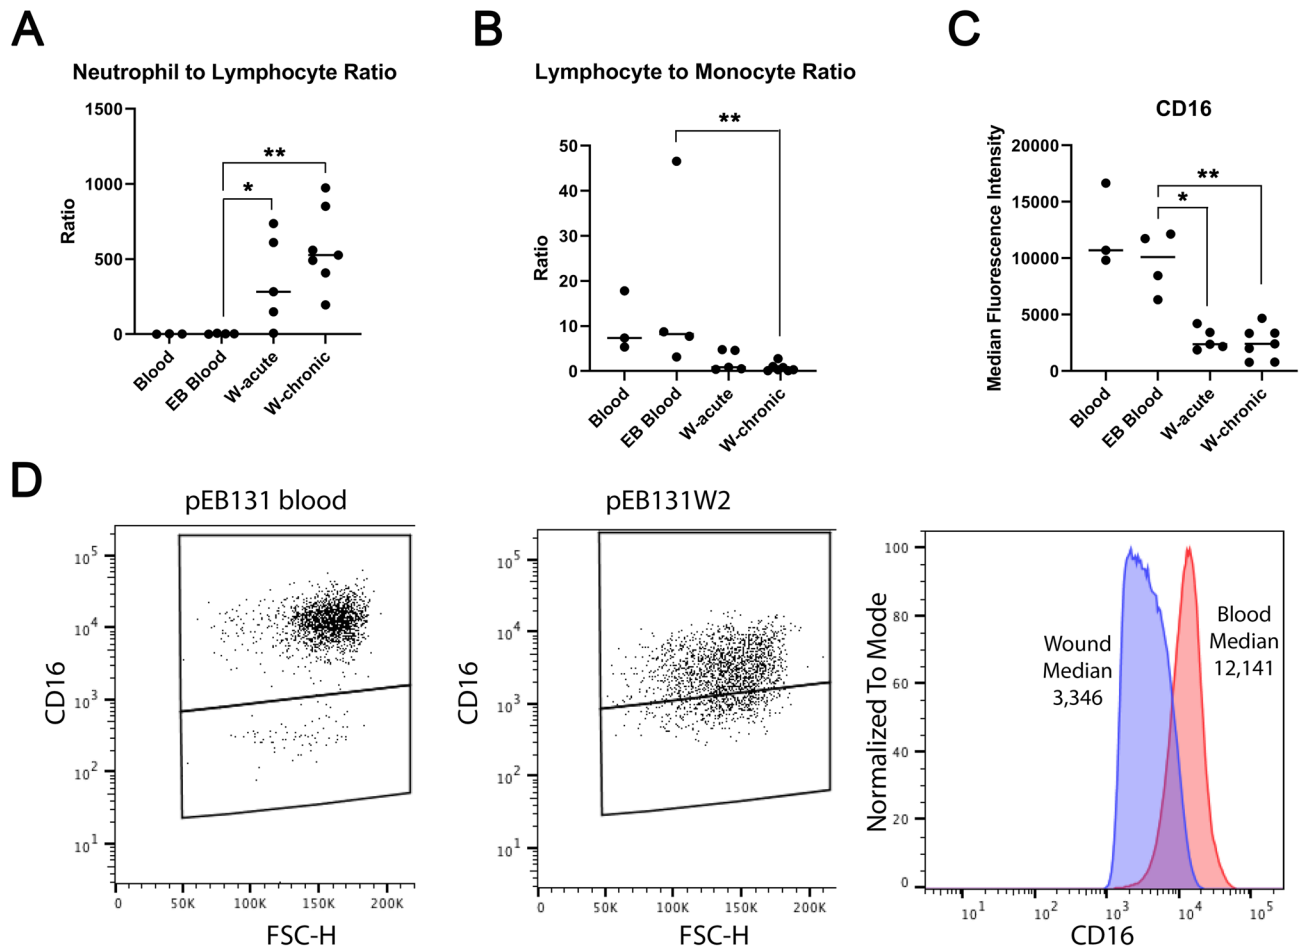 A
Neutrophil to Lymphocyte Ratio
Ratio
1500
1000
500
0
*
**
Blood
EB Blood
W-acute
W-chronic
B
Lymphocyte to Monocyte Ratio
Ratio
50
40
30
20
10
0
**
Blood
EB Blood
W-acute
W-chronic
C
CD16
Median Fluorescence Intensity
20000
15000
10000
5000
0
**
*
Blood
EB Blood
W-acute
W-chronic
D
pEB131 blood
CD16
10^5
10^4
10^3
10^2
10^1
0 50K 100K 150K 200K
FSC-H
pEB131W2
CD16
10^5
10^4
10^3
10^2
10^1
0 50K 100K 150K 200K
FSC-H
Normalized To Mode
100
80
60
40
20
0
Wound
Median
3,346
Blood
Median
12,141
10^1 10^2 10^3 10^4 10^5
CD16